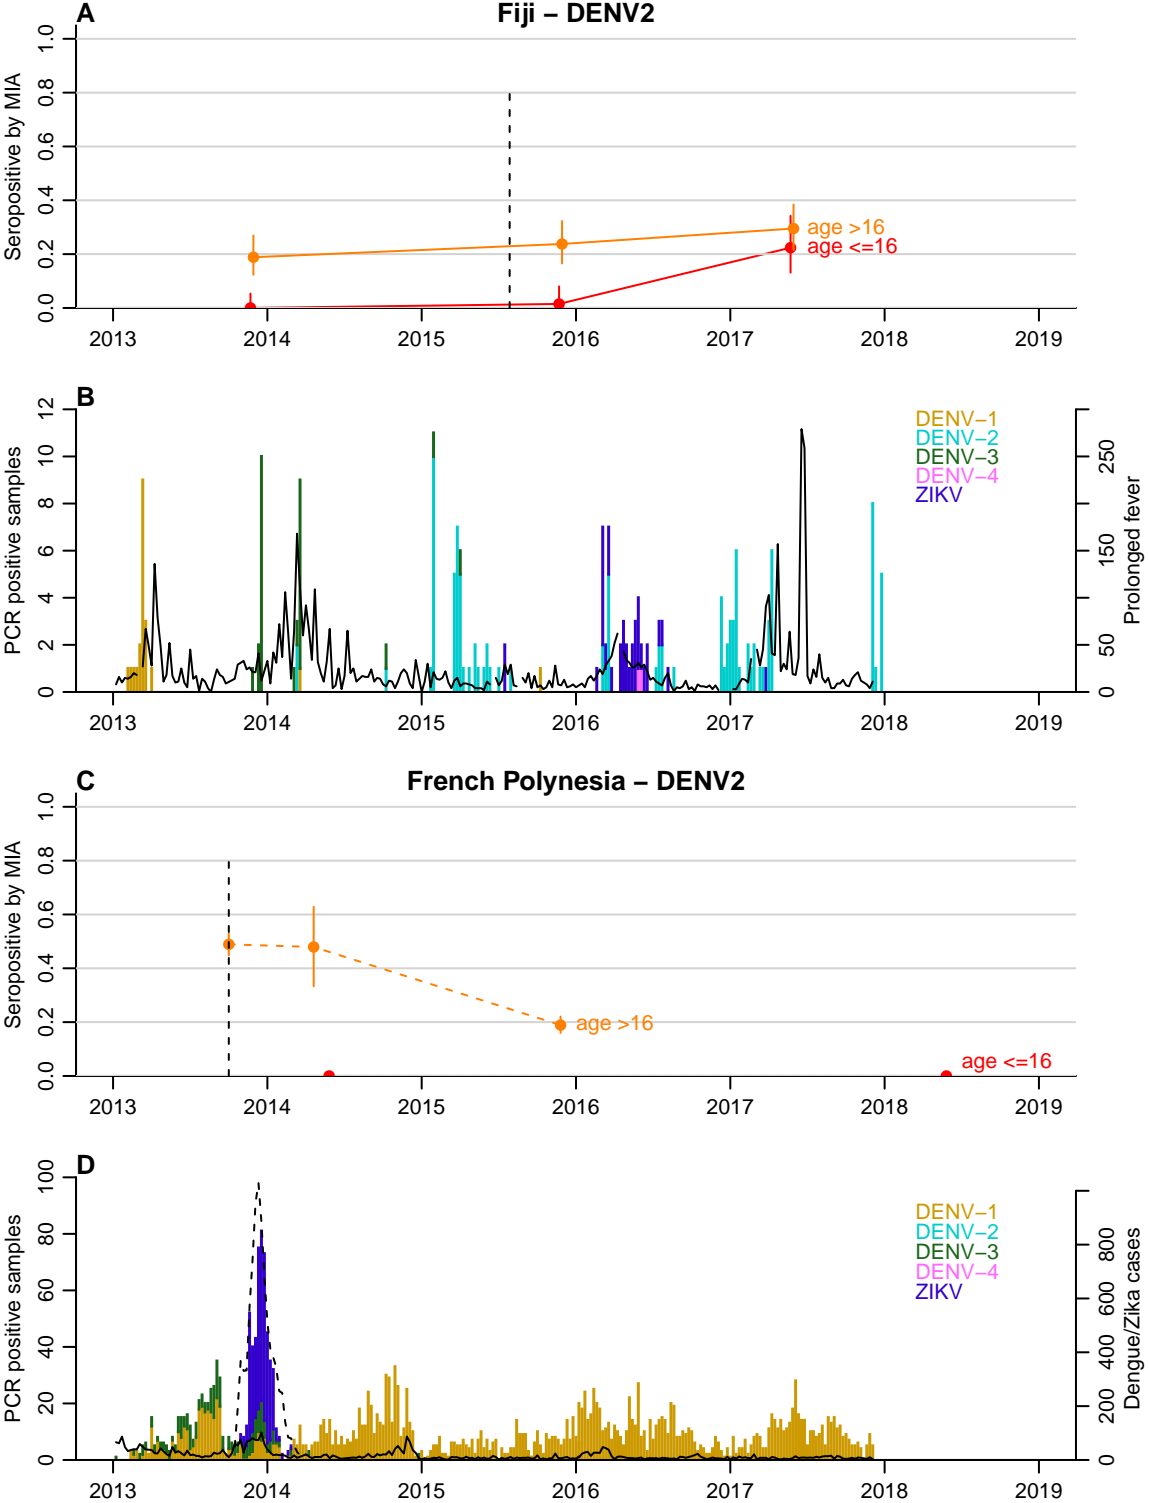 A
Fiji – DENV2
Seropositive by MIA
1.0
0.8
0.6
0.4
0.2
0.0
age >16
age <=16
2013 2014 2015 2016 2017 2018 2019
B
PCR positive samples
12
10
8
6
4
2
0
DENV−1
DENV−2
DENV−3
DENV−4
ZIKV
250
150
50
0
Prolonged fever
2013 2014 2015 2016 2017 2018 2019
C
French Polynesia – DENV2
Seropositive by MIA
1.0
0.8
0.6
0.4
0.2
0.0
age >16
age <=16
2013 2014 2015 2016 2017 2018 2019
D
PCR positive samples
100
80
60
40
20
0
DENV−1
DENV−2
DENV−3
DENV−4
ZIKV
800
600
400
200
0
Dengue/Zika cases
2013 2014 2015 2016 2017 2018 2019